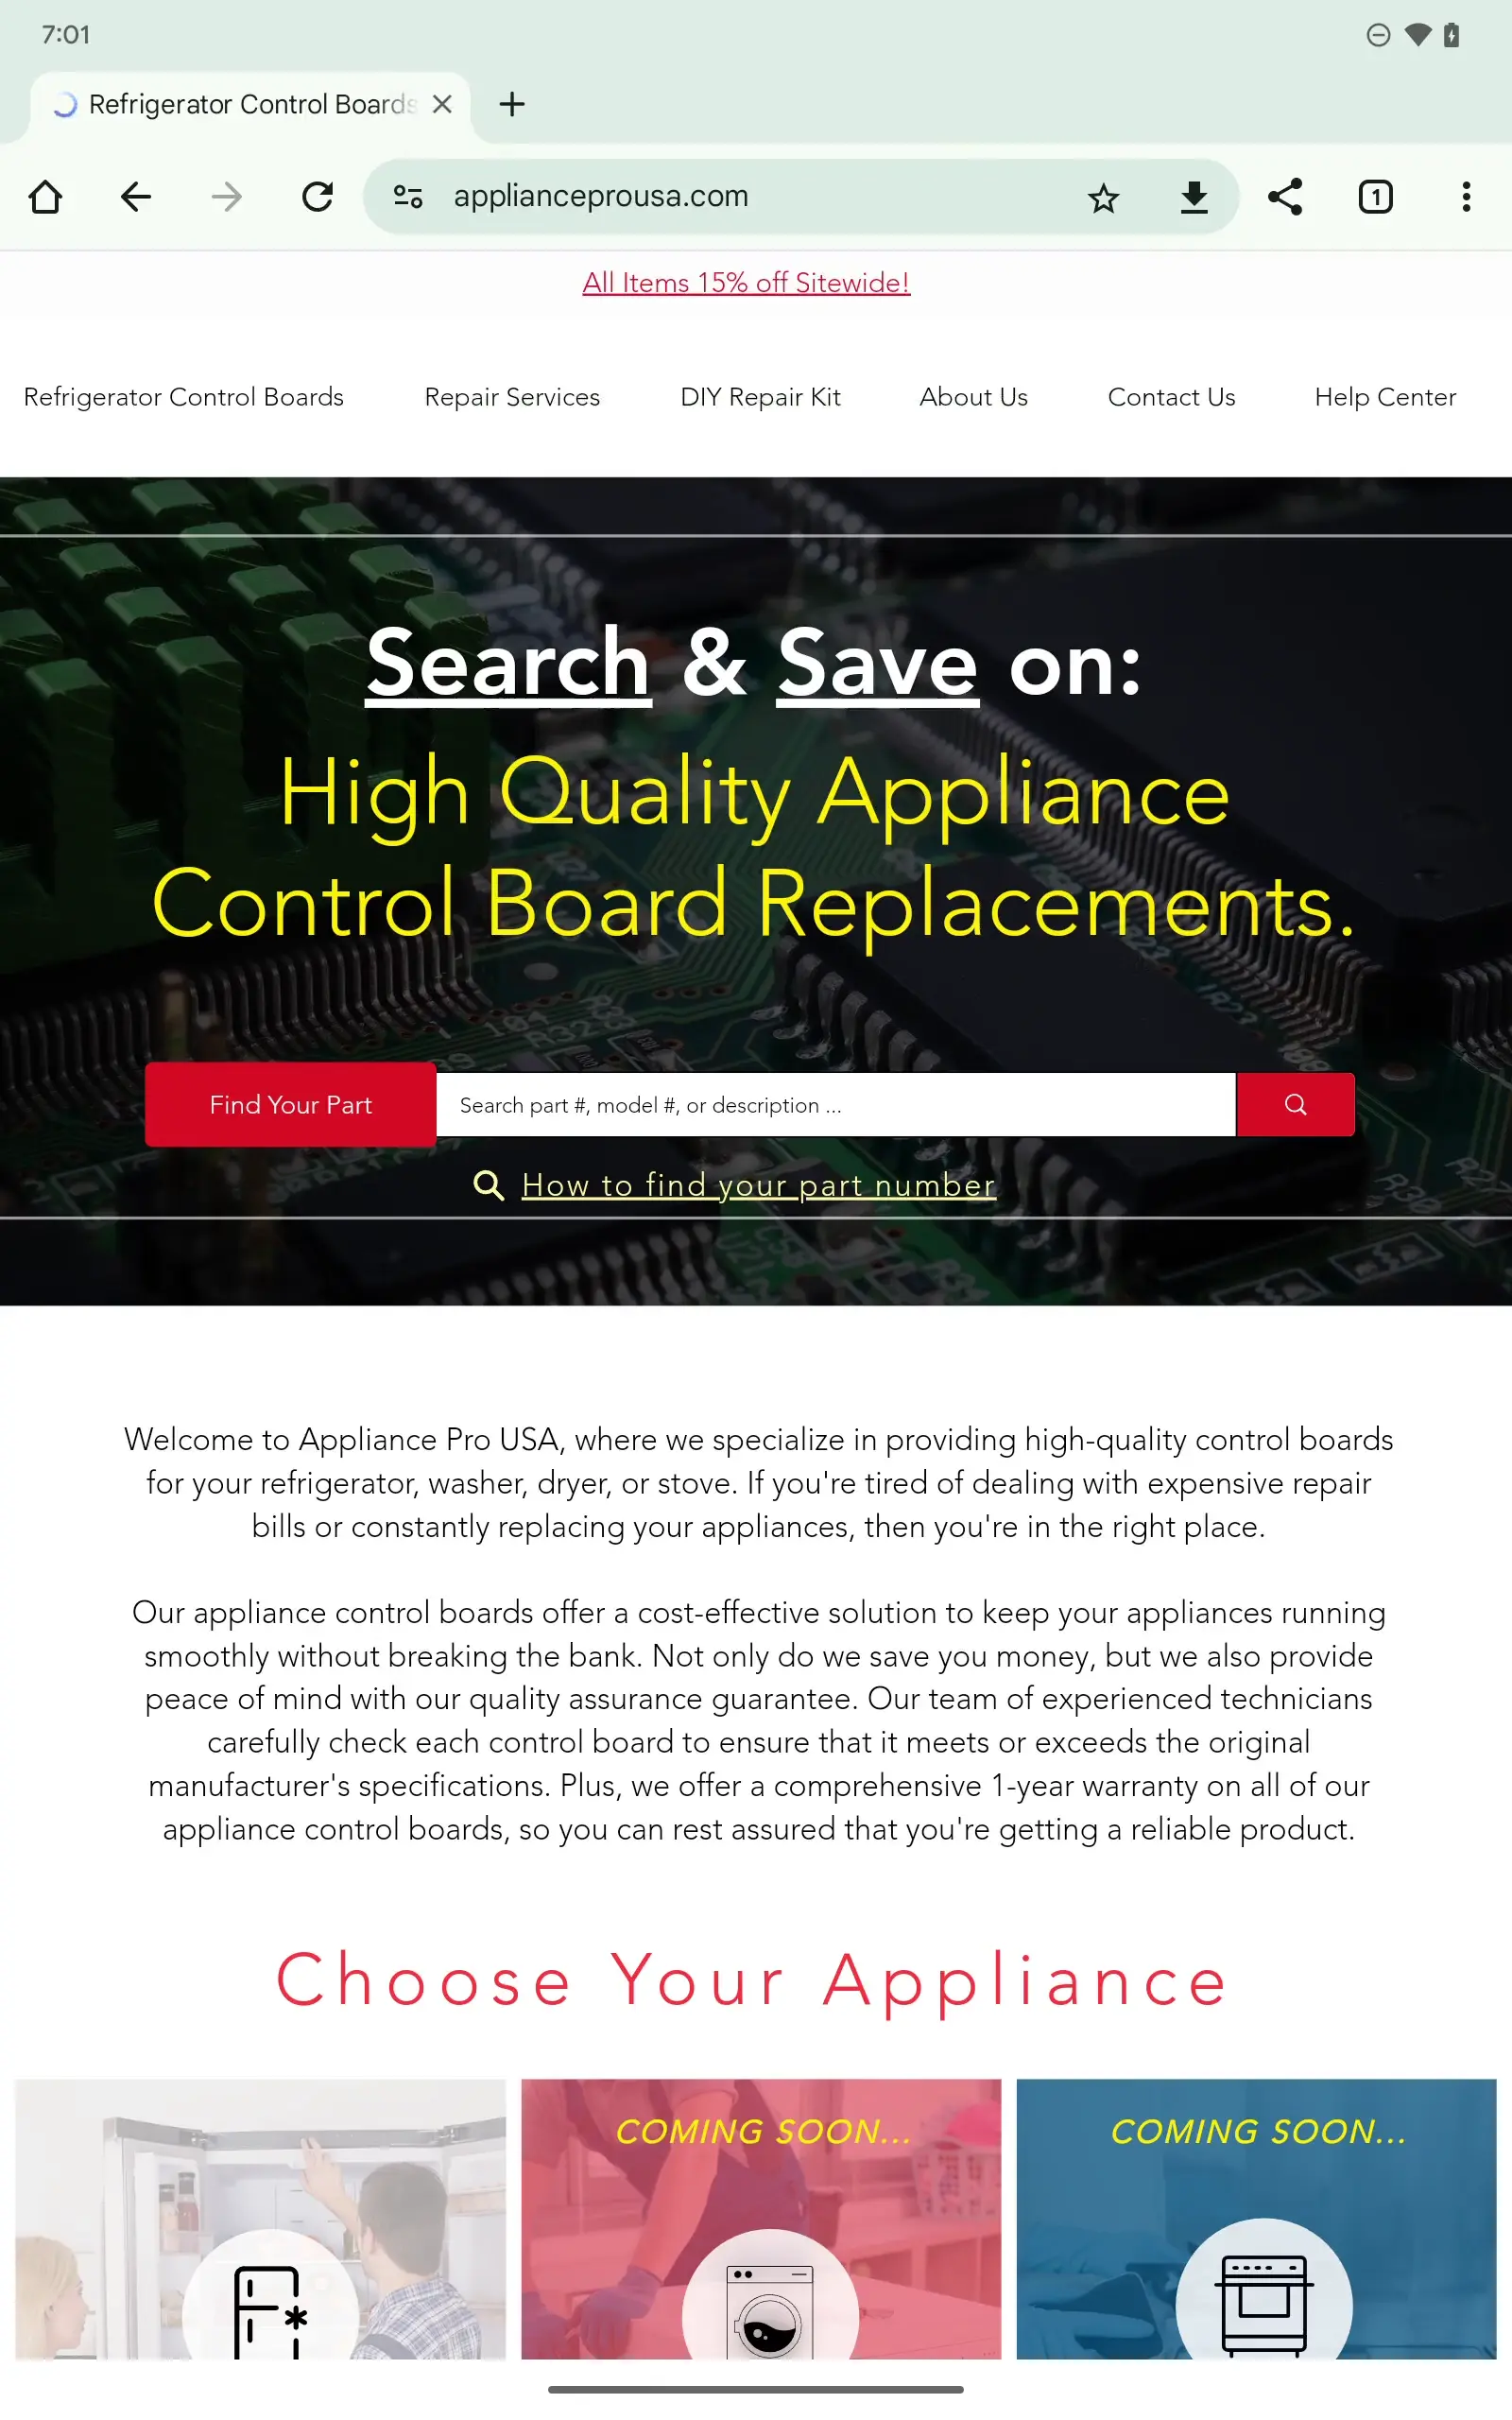 7:01
Refrigerator Control Boards
applianceprousa.com
1
All Items 15% off Sitewide!
Refrigerator Control Boards
Repair Services
DIY Repair Kit
About Us
Contact Us
Help Center
Search & Save on:
High Quality Appliance
Control Board Replacements.
Find Your Part
Search part #, model #, or description ...
How to find your part number
Welcome to Appliance Pro USA, where we specialize in providing high-quality control boards
for your refrigerator, washer, dryer, or stove. If you're tired of dealing with expensive repair
bills or constantly replacing your appliances, then you're in the right place.
Our appliance control boards offer a cost-effective solution to keep your appliances running
smoothly without breaking the bank. Not only do we save you money, but we also provide
peace of mind with our quality assurance guarantee. Our team of experienced technicians
carefully check each control board to ensure that it meets or exceeds the original
manufacturer's specifications. Plus, we offer a comprehensive 1-year warranty on all of our
appliance control boards, so you can rest assured that you're getting a reliable product.
Choose Your Appliance
COMING SOON...
COMING SOON...